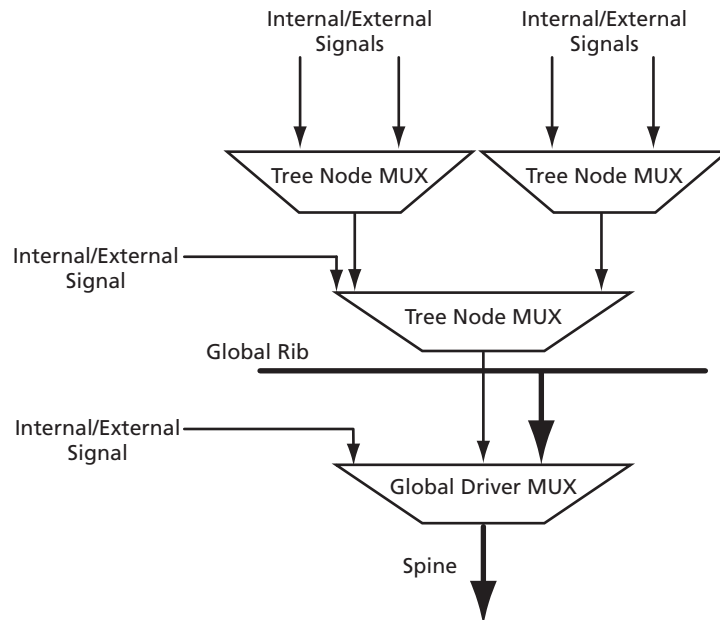 Internal/External
Signals
Internal/External
Signals
Tree Node MUX
Tree Node MUX
Internal/External
Signal
Tree Node MUX
Global Rib
Internal/External
Signal
Global Driver MUX
Spine